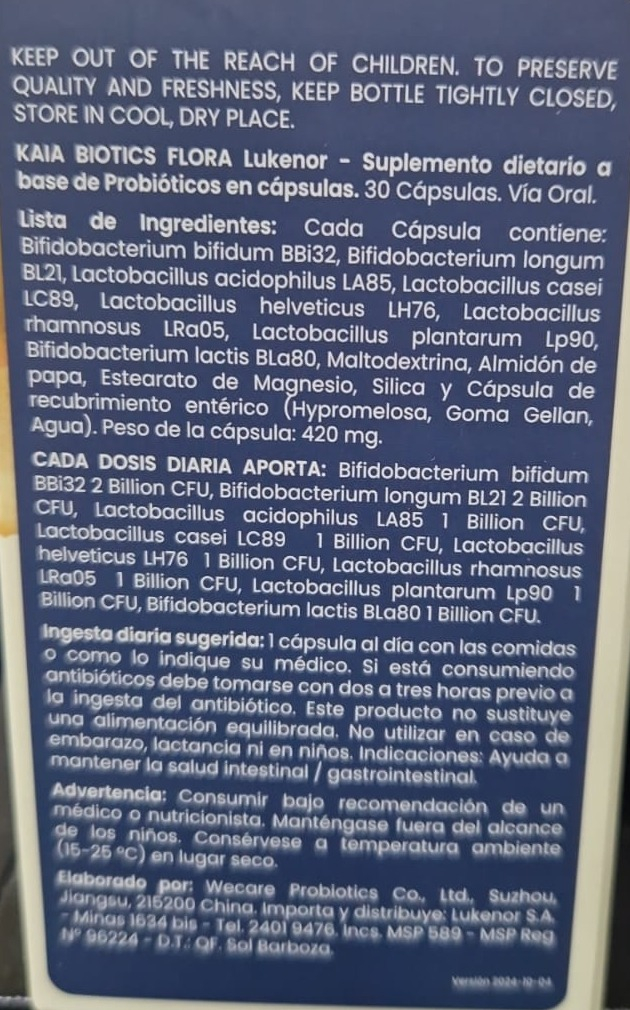 KEEP OUT OF THE REACH OF CHILDREN. TO PRESERVE
QUALITY AND FRESHNESS, KEEP BOTTLE TIGHTLY CLOSED,
STORE IN COOL, DRY PLACE.
KAIA BIOTICS FLORA Lukenor - Suplemento dietario a
base de Probióticos en cápsulas. 30 Cápsulas. Vía Oral.
Lista de Ingredientes: Cada Cápsula contiene:
Bifidobacterium bifidum BBi32, Bifidobacterium longum
BL21, Lactobacillus acidophilus LA85, Lactobacillus casei
LC89, Lactobacillus helveticus LH76, Lactobacillus
rhamnosus LRa05, Lactobacillus plantarum Lp90,
Bifidobacterium lactis BLa80, Maltodextrina, Almidón de
papa, Estearato de Magnesio, Silica y Cápsula de
recubrimiento entérico (Hypromelosa, Goma Gellan,
Agua). Peso de la cápsula: 420 mg.
CADA DOSIS DIARIA APORTA: Bifidobacterium bifidum
BBi32 2 Billion CFU, Bifidobacterium longum BL21 2 Billion
CFU, Lactobacillus acidophilus LA85 1 Billion CFU,
Lactobacillus casei LC89 1 Billion CFU, Lactobacillus
helveticus LH76 1 Billion CFU, Lactobacillus rhamnosus
LRa05 1 Billion CFU, Lactobacillus plantarum Lp90 1
Billion CFU, Bifidobacterium lactis BLa80 1 Billion CFU.
Ingesta diaria sugerida: 1 cápsula al día con las comidas
o como lo indique su médico. Si está consumiendo
antibióticos debe tomarse con dos a tres horas previo a
la ingesta del antibiótico. Este producto no sustituye
una alimentación equilibrada. No utilizar en caso de
embarazo, lactancia ni en niños. Indicaciones: Ayuda a
mantener la salud intestinal / gastrointestinal.
Advertencia: Consumir bajo recomendación de un
médico o nutricionista. Manténgase fuera del alcance
de los niños. Consérvese a temperatura ambiente
(15-25 ºC) en lugar seco.
Elaborado por: Wecare Probiotics Co., Ltd., Suzhou,
Jiangsu, 215200 China. Importa y distribuye: Lukenor S.A.
- Minas 1634 bis - Tel. 2401 9476. Incs. MSP 589 - MSP Reg
Nº 96224 - D.T.: QF. Sol Barboza.
Versión 2024-10-04